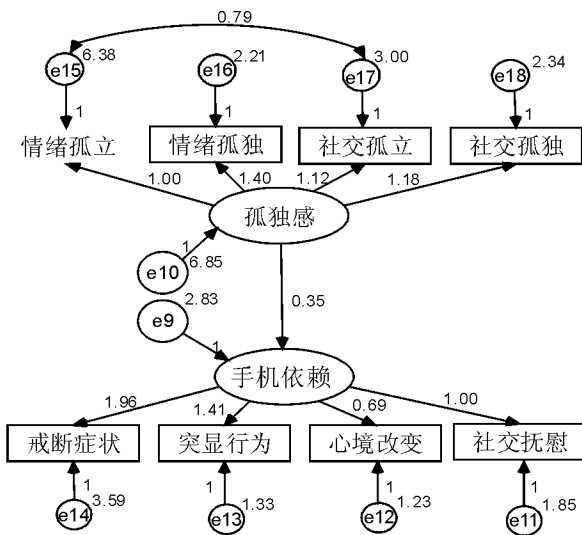 0.79
6.38 2.21 3.00 2.34
e15 e16 e17 e18
1 1 1 1
情绪孤立 情绪孤独 社交孤立 社交孤独
1.00 1.40 1.12 1.18
孤独感
1
e10 6.85
2.83
e9
0.35
1
手机依赖
1.96 1.41 0.69 1.00
戒断症状 突显行为 心境改变 社交抚慰
1 1 1 1
e14 3.59 e13 1.33 e12 1.23 e11 1.85